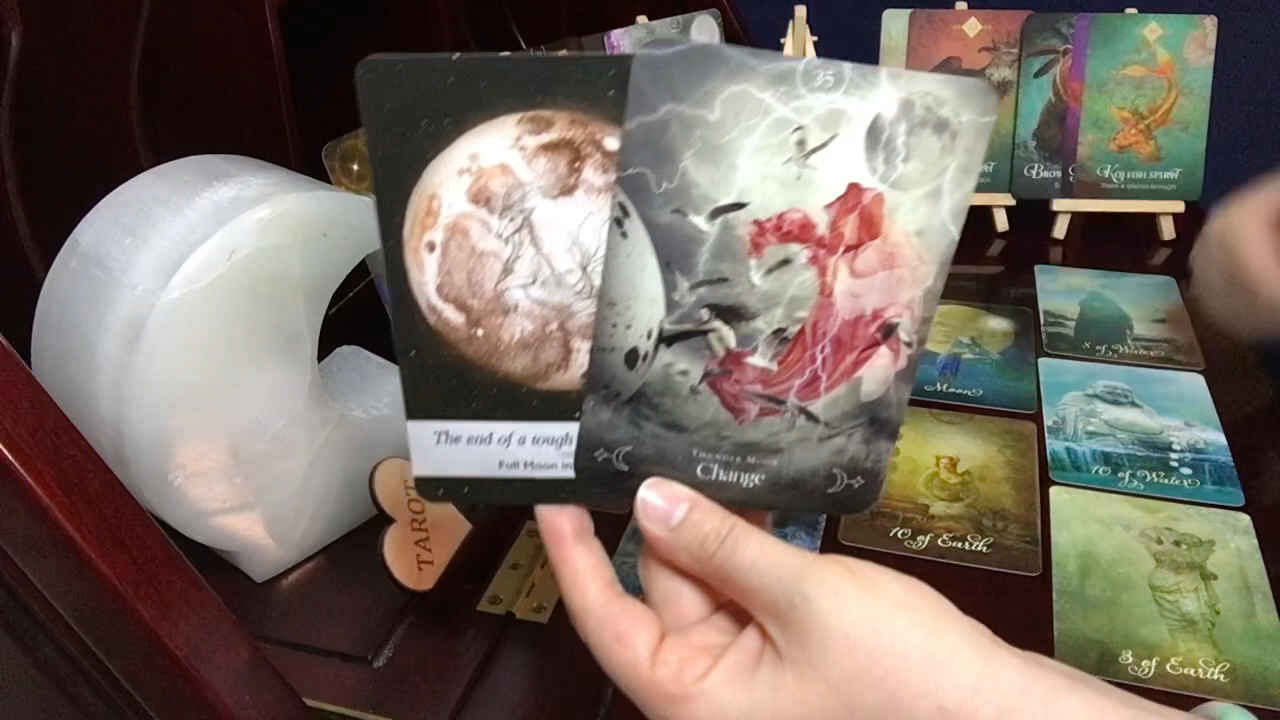 35
The end of a tough
Full Moon in
THUNDER MOON
Change
KOI FISH SPIRIT
Moon
8 of Water
10 of Water
10 of Earth
3 of Earth
TAROT